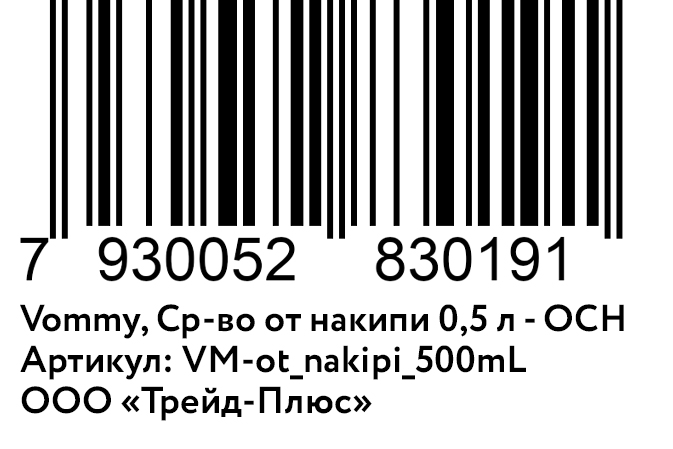 7 930052 830191
Vommy, Ср-во от накипи 0,5 л - ОСН
Артикул: VM-ot_nakipi_500mL
ООО «Трейд-Плюс»